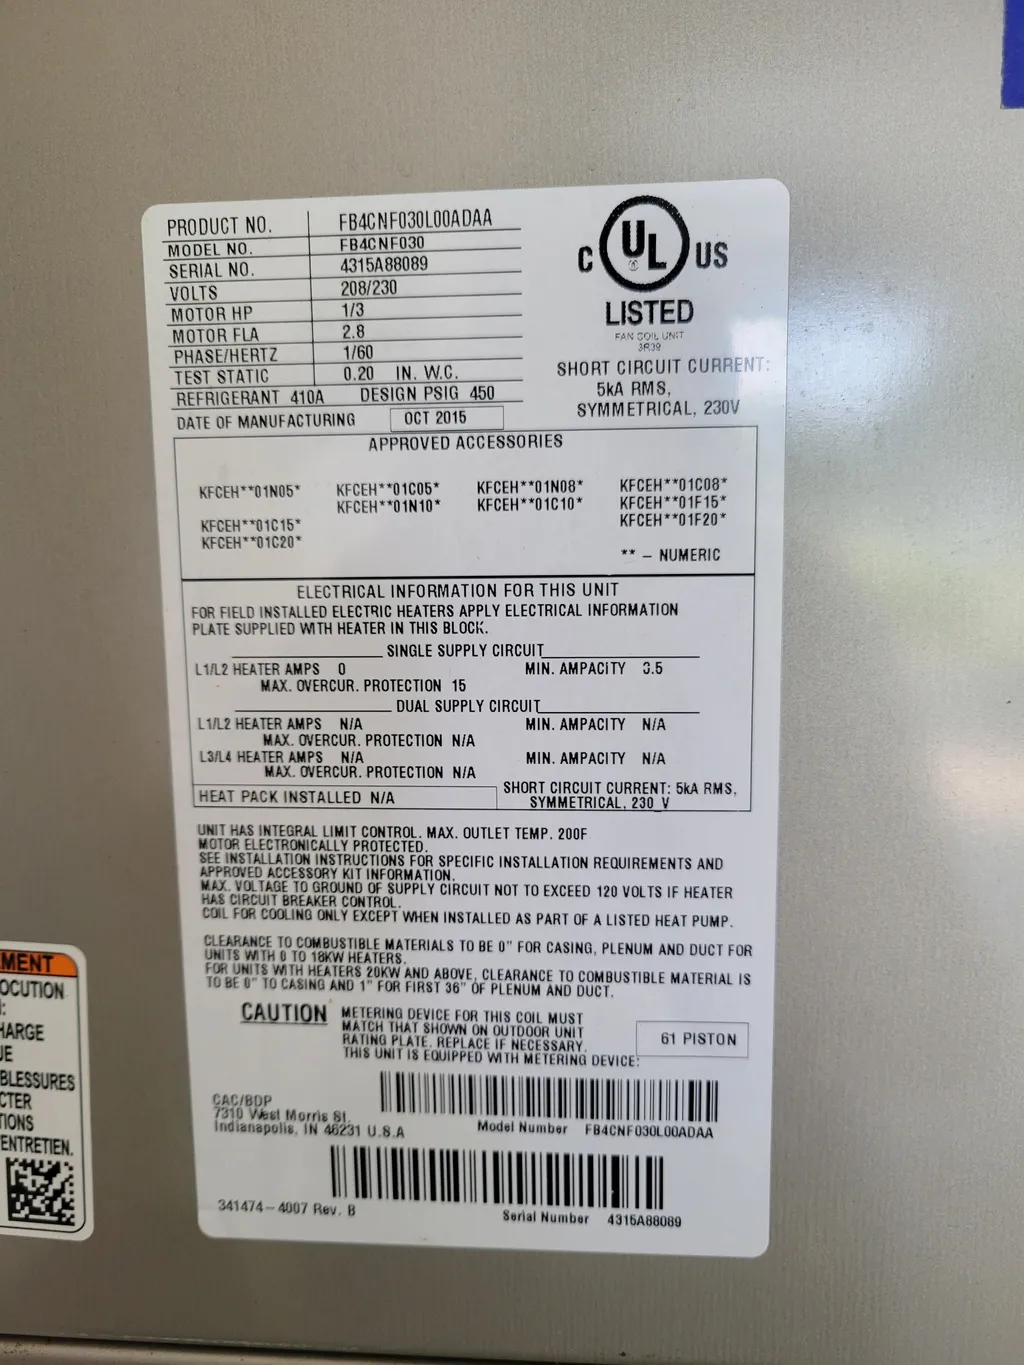 PRODUCT NO. FB4CNF030L00ADAA
MODEL NO. FB4CNF030
SERIAL NO. 4315A88089
VOLTS 208/230
MOTOR HP 1/3
MOTOR FLA 2.8
PHASE/HERTZ 1/60
TEST STATIC 0.20 IN. W.C.
REFRIGERANT 410A DESIGN PSIG 450
DATE OF MANUFACTURING OCT 2015
C UL US
LISTED
FAN COIL UNIT
3R39
SHORT CIRCUIT CURRENT:
5kA RMS,
SYMMETRICAL, 230V
APPROVED ACCESSORIES
KFCEH**01N05* KFCEH**01C05* KFCEH**01N08* KFCEH**01C08*
KFCEH**01N10* KFCEH**01C10* KFCEH**01F15*
KFCEH**01C15* KFCEH**01F20*
KFCEH**01C20*
** – NUMERIC
ELECTRICAL INFORMATION FOR THIS UNIT
FOR FIELD INSTALLED ELECTRIC HEATERS APPLY ELECTRICAL INFORMATION
PLATE SUPPLIED WITH HEATER IN THIS BLOCK.
SINGLE SUPPLY CIRCUIT
L1/L2 HEATER AMPS 0 MIN. AMPACITY 3.5
MAX. OVERCUR. PROTECTION 15
DUAL SUPPLY CIRCUIT
L1/L2 HEATER AMPS N/A MIN. AMPACITY N/A
MAX. OVERCUR. PROTECTION N/A
L3/L4 HEATER AMPS N/A MIN. AMPACITY N/A
MAX. OVERCUR. PROTECTION N/A
HEAT PACK INSTALLED N/A
SHORT CIRCUIT CURRENT: 5kA RMS,
SYMMETRICAL, 230 V
UNIT HAS INTEGRAL LIMIT CONTROL. MAX. OUTLET TEMP. 200F
MOTOR ELECTRONICALLY PROTECTED.
SEE INSTALLATION INSTRUCTIONS FOR SPECIFIC INSTALLATION REQUIREMENTS AND
APPROVED ACCESSORY KIT INFORMATION.
MAX. VOLTAGE TO GROUND OF SUPPLY CIRCUIT NOT TO EXCEED 120 VOLTS IF HEATER
HAS CIRCUIT BREAKER CONTROL.
COIL FOR COOLING ONLY EXCEPT WHEN INSTALLED AS PART OF A LISTED HEAT PUMP.
CLEARANCE TO COMBUSTIBLE MATERIALS TO BE 0" FOR CASING, PLENUM AND DUCT FOR
UNITS WITH 0 TO 18KW HEATERS.
FOR UNITS WITH HEATERS 20KW AND ABOVE, CLEARANCE TO COMBUSTIBLE MATERIAL IS
TO BE 0" TO CASING AND 1" FOR FIRST 36" OF PLENUM AND DUCT.
CAUTION
METERING DEVICE FOR THIS COIL MUST
MATCH THAT SHOWN ON OUTDOOR UNIT
RATING PLATE. REPLACE IF NECESSARY.
THIS UNIT IS EQUIPPED WITH METERING DEVICE:
61 PISTON
CAC/BDP
7310 West Morris St.
Indianapolis, IN 46231 U.S.A
Model Number FB4CNF030L00ADAA
341474-4007 Rev. B
Serial Number 4315A88089
MENT
OCUTION
:
HARGE
UE
BLESSURES
CTER
TIONS
ENTRETIEN.